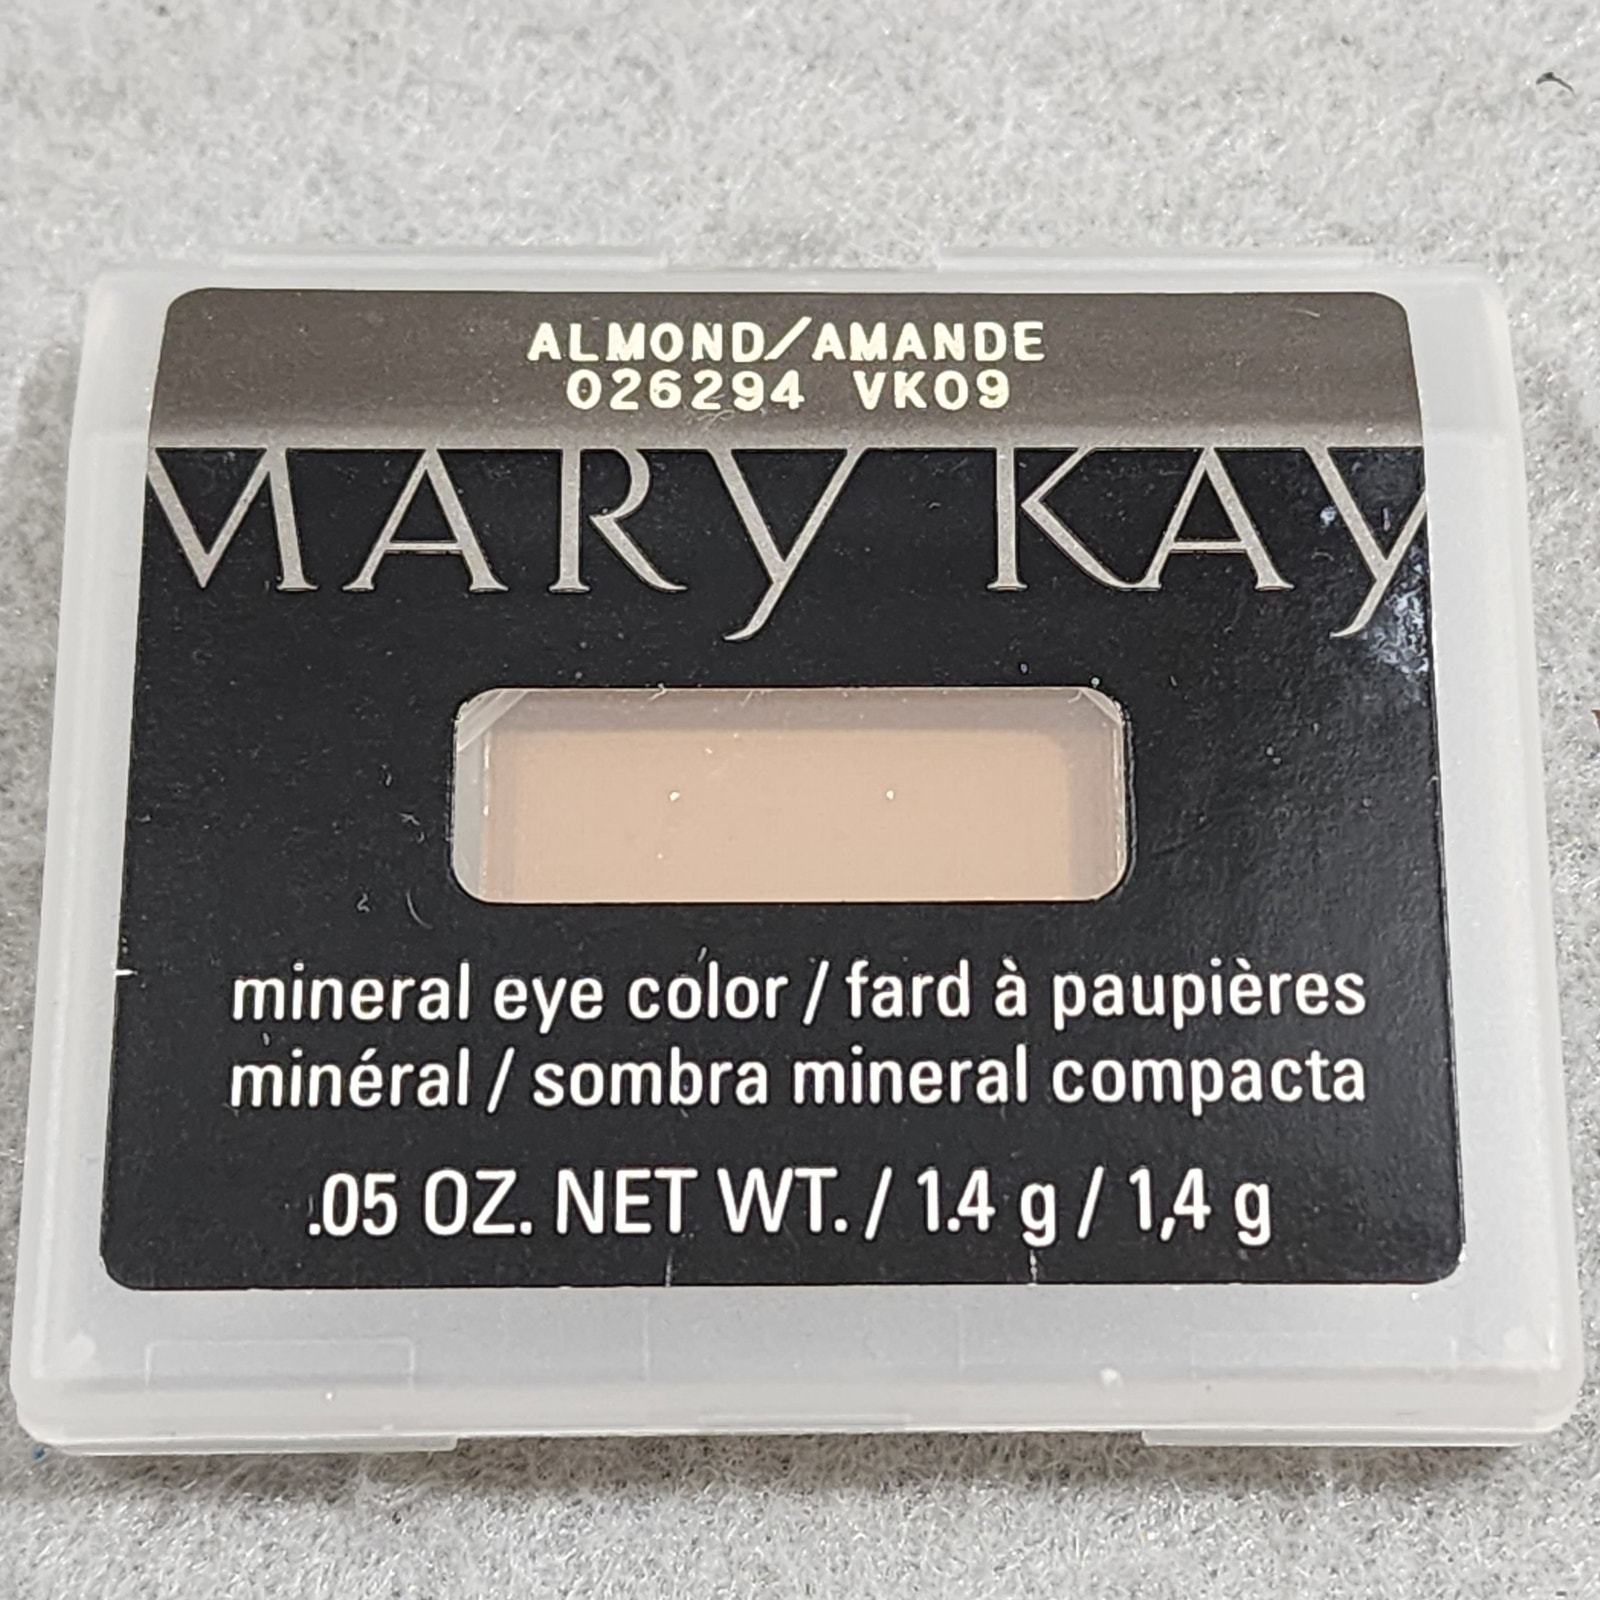 ALMOND/AMANDE
026294 VK09
MARY KAY
mineral eye color / fard à paupières
minéral / sombra mineral compacta
.05 OZ. NET WT. / 1.4 g / 1,4 g